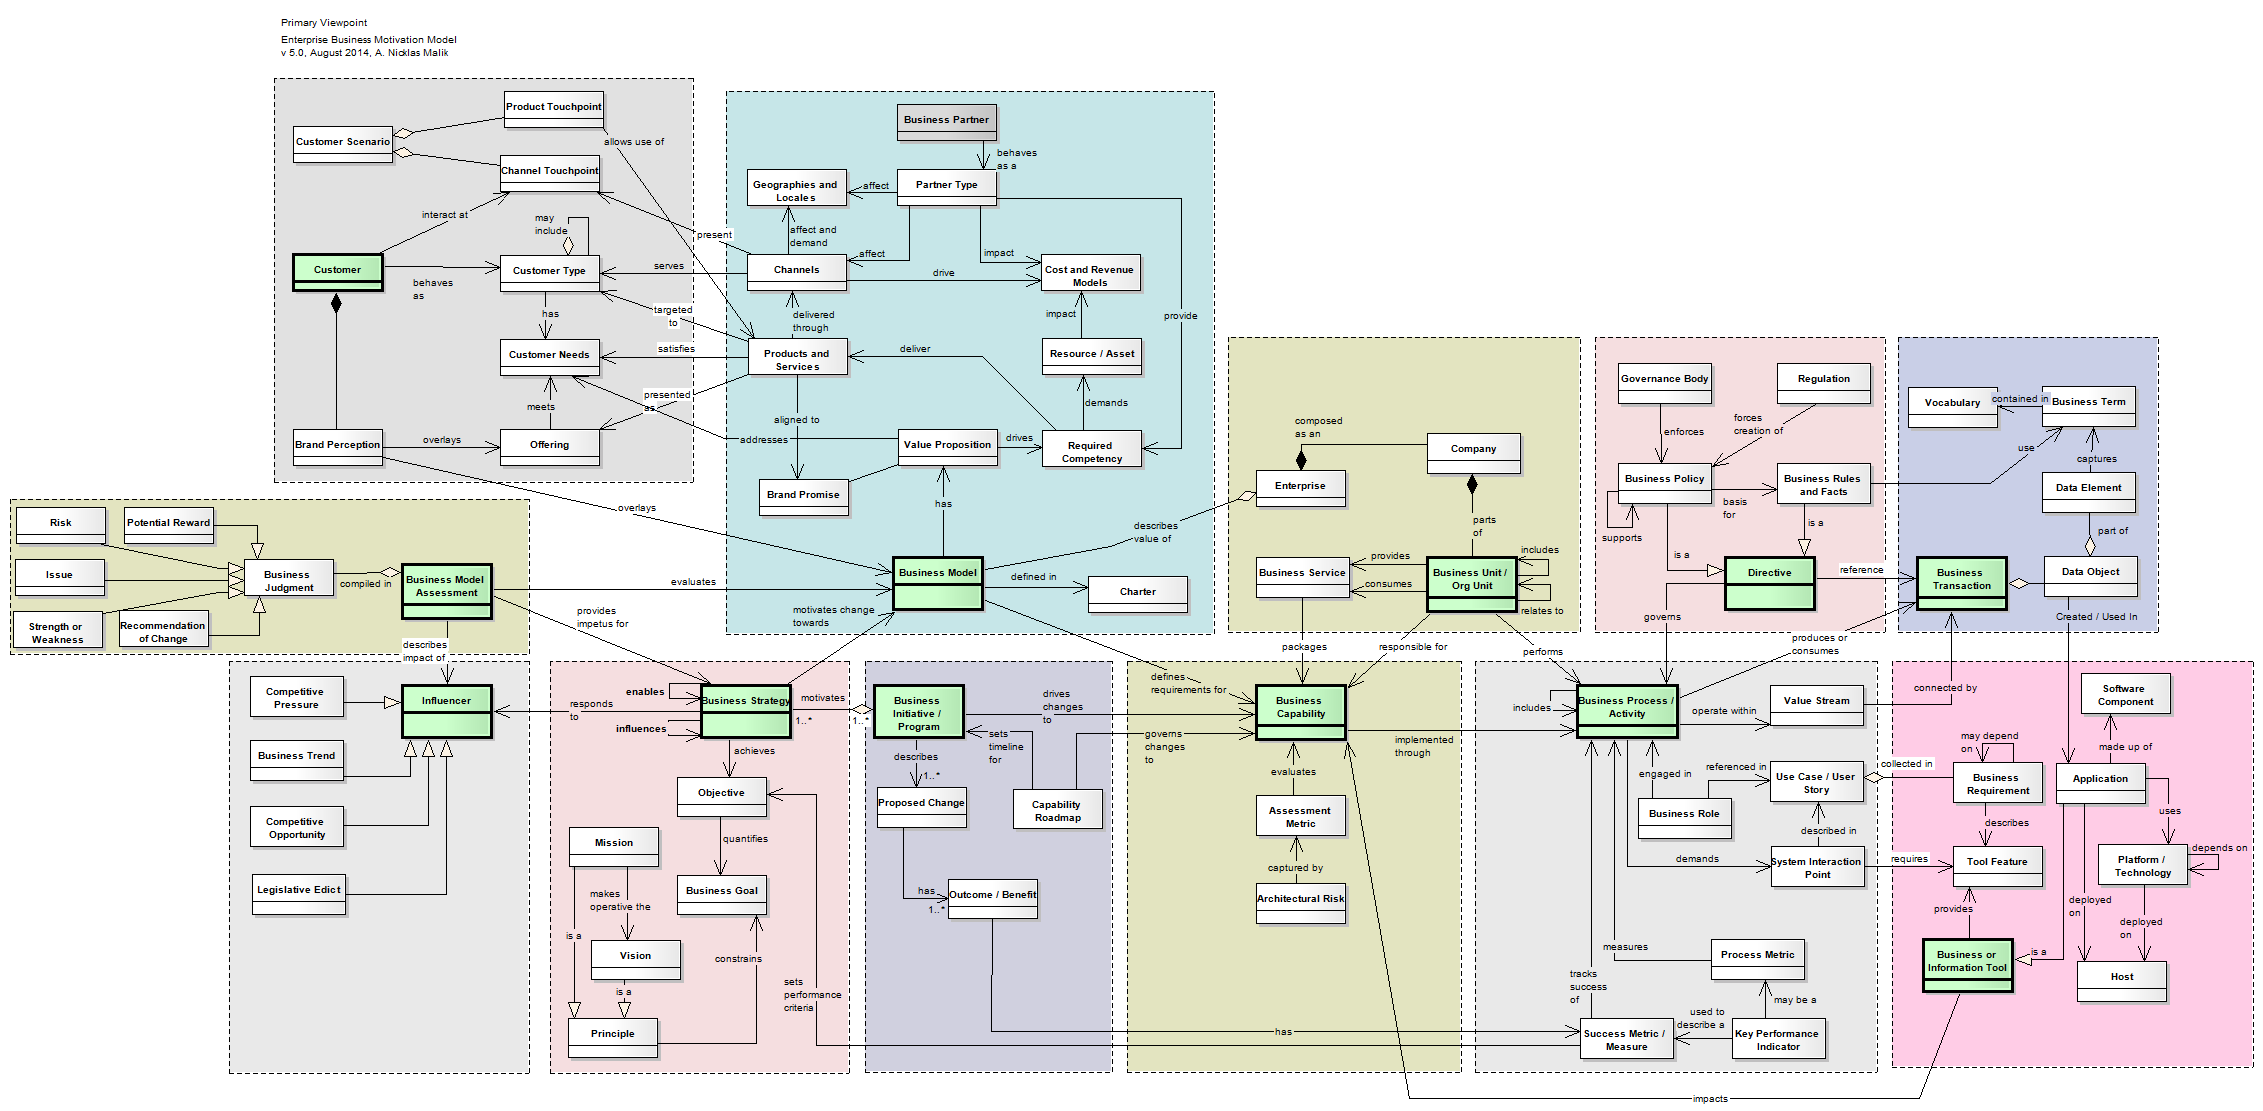 Primary Viewpoint
Enterprise Business Motivation Model
v 5.0, August 2014, A. Nicklas Malik
Product Touchpoint
Customer Scenario
allows use of
Channel Touchpoint
interact at
may
include
Customer
behaves
as
Customer Type
has
Customer Needs
meets
Brand Perception
overlays
Offering
present
serves
targeted
to
satisfies
presented
as
addresses
overlays
Business Partner
behaves
as a
Geographies and
Locales
affect
Partner Type
affect and
demand
affect
impact
Channels
drive
Cost and Revenue
Models
delivered
through
impact
provide
Products and
Services
deliver
Resource / Asset
aligned to
demands
Value Proposition
drives
Required
Competency
Brand Promise
has
Business Model
defined in
Charter
describes
value of
motivates change
towards
defines
requirements for
composed
as an
Company
Enterprise
parts
of
Business Service
provides
consumes
Business Unit /
Org Unit
includes
relates to
packages
responsible for
performs
Governance Body
Regulation
enforces
forces
creation of
Business Policy
basis
for
Business Rules
and Facts
supports
is a
is a
Directive
governs
reference
use
Vocabulary
contained in
Business Term
captures
Data Element
part of
Business
Transaction
Data Object
Created / Used In
produces or
consumes
connected by
Risk
Potential Reward
Issue
Business
Judgment
compiled in
Business Model
Assessment
Strength or
Weakness
Recommendation
of Change
evaluates
provides
impetus for
describes
impact of
Competitive
Pressure
Influencer
Business Trend
Competitive
Opportunity
Legislative Edict
responds
to
enables
influences
Business Strategy
motivates
1..*
1..*
achieves
Objective
quantifies
Mission
makes
operative the
Business Goal
is a
Vision
is a
constrains
Principle
sets
performance
criteria
Business
Initiative /
Program
drives
changes
to
sets
timeline
for
governs
changes
to
describes
1..*
Proposed Change
Capability
Roadmap
has
1..*
Outcome / Benefit
has
Business
Capability
implemented
through
evaluates
Assessment
Metric
captured by
Architectural Risk
includes
Business Process /
Activity
operate within
Value Stream
engaged in
referenced in
Use Case / User
Story
Business Role
described in
demands
System Interaction
Point
measures
Process Metric
tracks
success
of
may be a
used to
describe a
Success Metric /
Measure
Key Performance
Indicator
Software
Component
may depend
on
made up of
collected in
Business
Requirement
Application
describes
uses
requires
Tool Feature
Platform /
Technology
depends on
provides
deployed
on
deployed
on
Business or
Information Tool
is a
Host
impacts